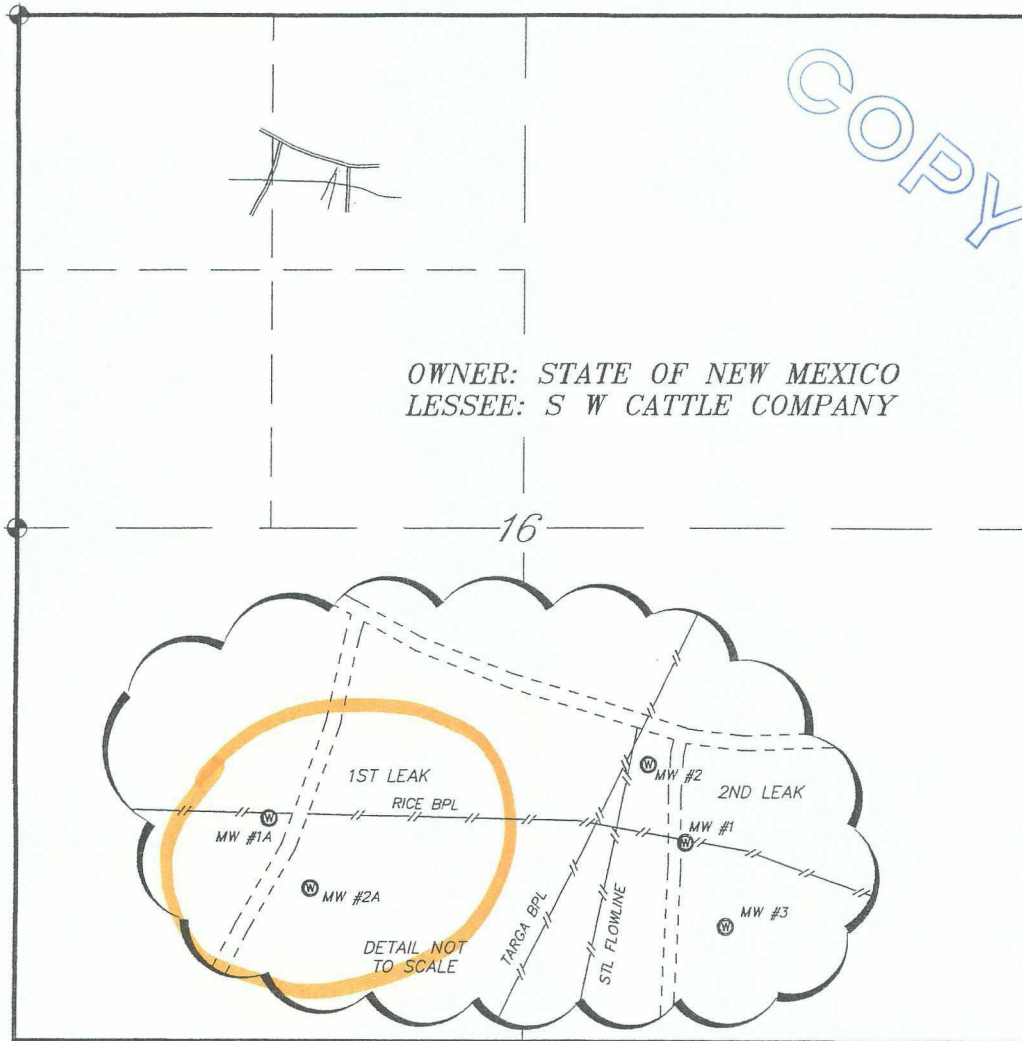 COPY
OWNER: STATE OF NEW MEXICO
LESSEE: S W CATTLE COMPANY
16
1ST LEAK
RICE BPL
W
MW #1A
W
MW #2A
DETAIL NOT
TO SCALE
TARGA BPL
STL FLOWLINE
W
MW #2
2ND LEAK
MW #1
W
W
MW #3